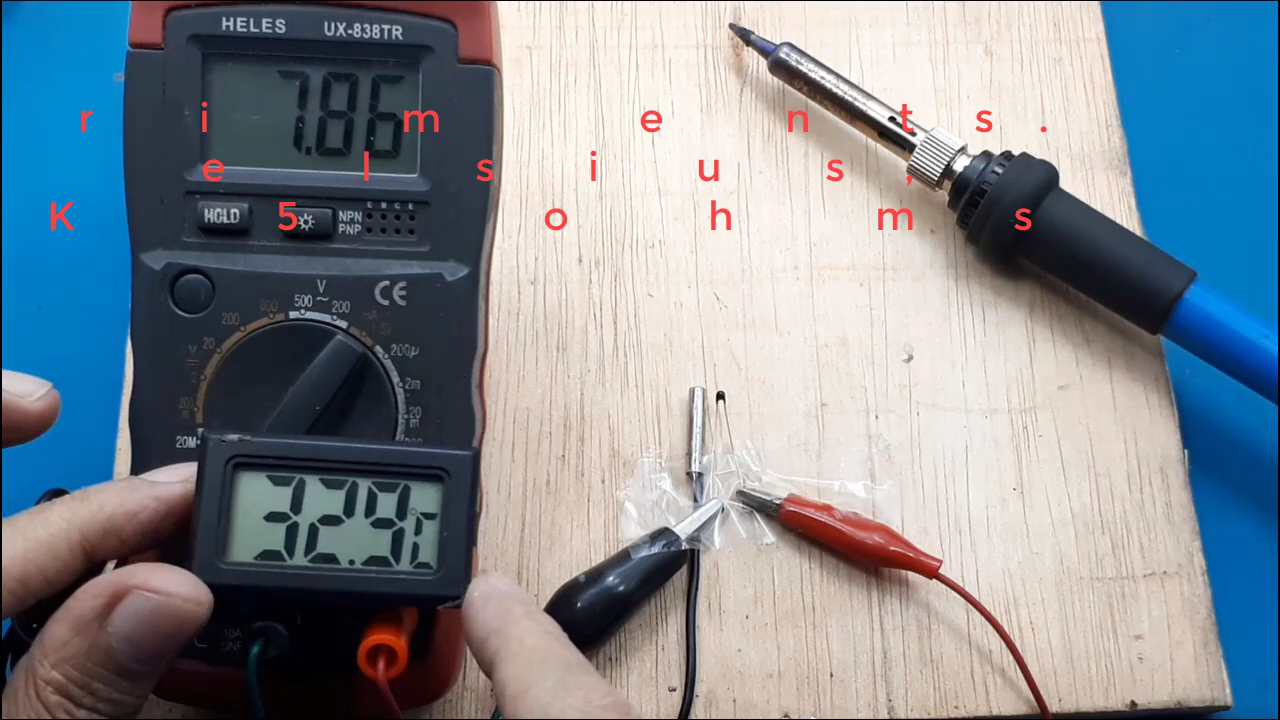 HELES UX-838TR
7.86
r i m e n t s .
e l s i u s ,
K 5 o h m s
E B C E
HOLD NPN
PNP
V
CE
500 ~ 200
600
200
20
200µ
2m
20
m
20M
32.9°C
10A